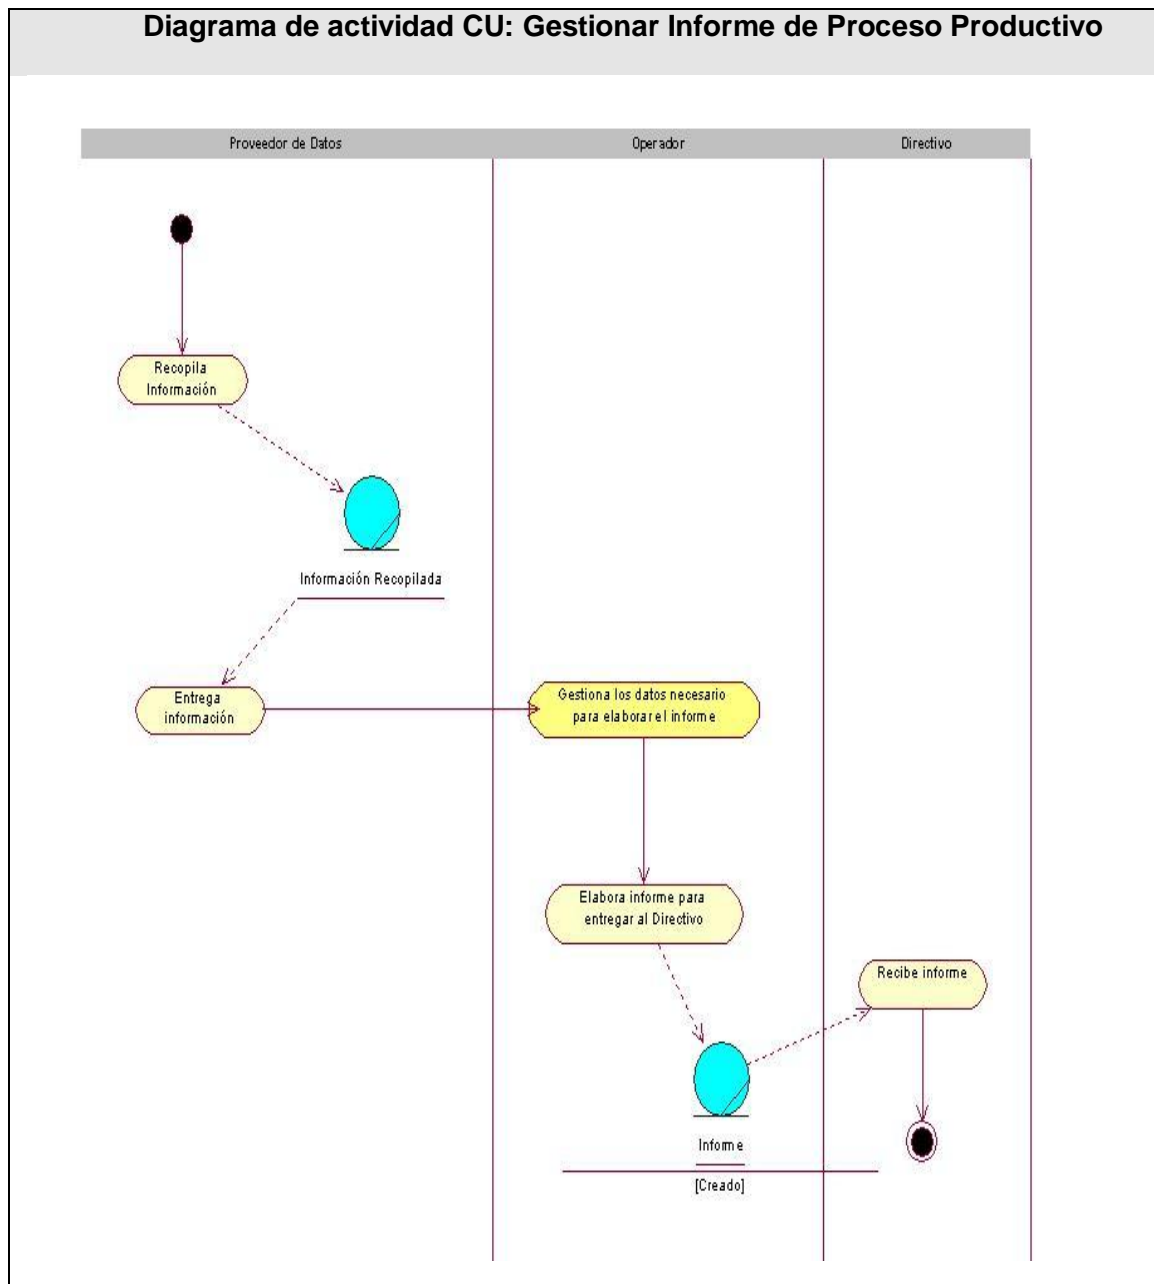 Diagrama de actividad CU: Gestionar Informe de Proceso Productivo
Proveedor de Datos
Operador
Directivo
Recopila
Información
Información Recopilada
Entrega
información
Gestiona los datos necesario
para elaborar el informe
Elabora informe para
entregar al Directivo
Recibe informe
Informe
[Creado]